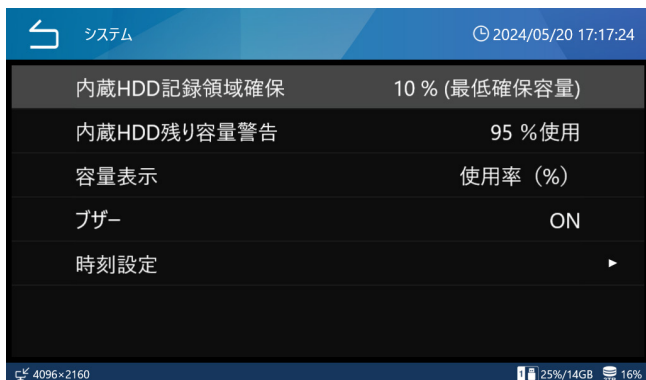 システム 2024/05/20 17:17:24
内蔵HDD記録領域確保 10 % (最低確保容量)
内蔵HDD残り容量警告 95 %使用
容量表示 使用率（%）
ブザー ON
時刻設定
4096×2160 1 25%/14GB 16%